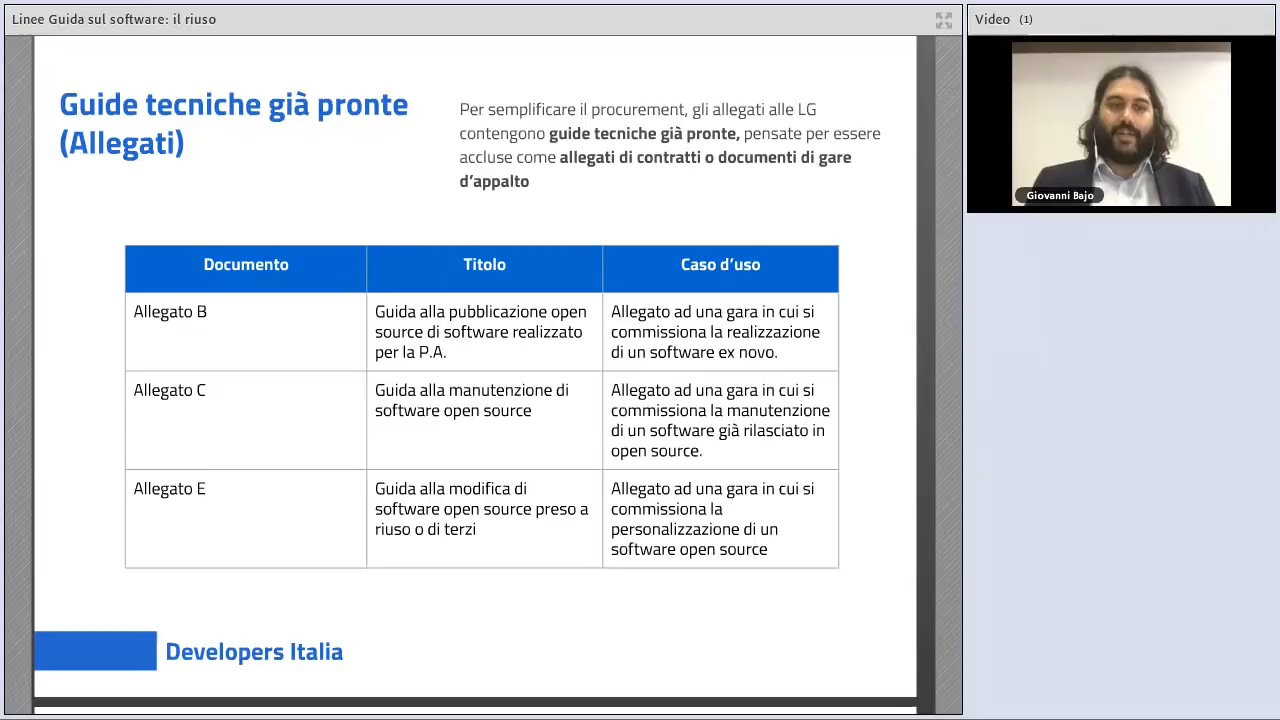 Linee Guida sul software: il riuso
Video (1)
Giovanni Bajo
Guide tecniche già pronte
(Allegati)
Per semplificare il procurement, gli allegati alle LG
contengono guide tecniche già pronte, pensate per essere
accluse come allegati di contratti o documenti di gare
d'appalto
Documento
Titolo
Caso d'uso
Allegato B
Guida alla pubblicazione open
source di software realizzato
per la P.A.
Allegato ad una gara in cui si
commissiona la realizzazione
di un software ex novo.
Allegato C
Guida alla manutenzione di
software open source
Allegato ad una gara in cui si
commissiona la manutenzione
di un software già rilasciato in
open source.
Allegato E
Guida alla modifica di
software open source preso a
riuso o di terzi
Allegato ad una gara in cui si
commissiona la
personalizzazione di un
software open source
Developers Italia